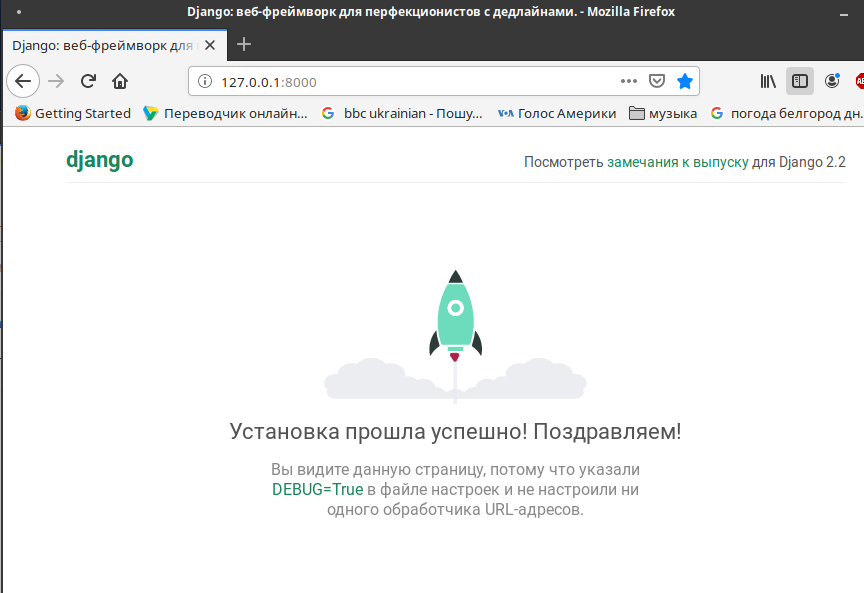 Django: веб-фреймворк для перфекционистов с дедлайнами. - Mozilla Firefox
Django: веб-фреймворк для
127.0.0.1:8000
Getting Started Переводчик онлайн... bbc ukrainian - Пошу... VOA Голос Америки музыка погода белгород дн.
django
Посмотреть замечания к выпуску для Django 2.2
Установка прошла успешно! Поздравляем!
Вы видите данную страницу, потому что указали
DEBUG=True в файле настроек и не настроили ни
одного обработчика URL-адресов.